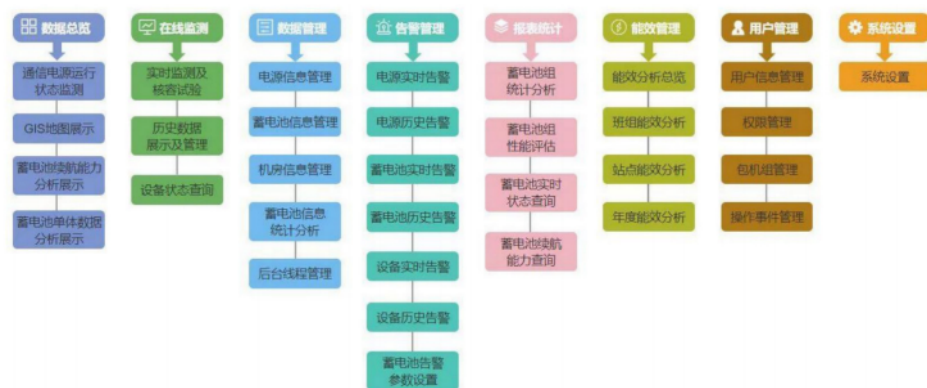 数据总览
通信电源运行
状态监测
GIS地图展示
蓄电池续航能力
分析展示
蓄电池单体数据
分析展示
在线监测
实时监测及
核容试验
历史数据
展示及管理
设备状态查询
数据管理
电源信息管理
蓄电池信息管理
机房信息管理
蓄电池信息
统计分析
后台线程管理
告警管理
电源实时告警
电源历史告警
蓄电池实时告警
蓄电池历史告警
设备实时告警
设备历史告警
蓄电池告警
参数设置
报表统计
蓄电池组
统计分析
蓄电池组
性能评估
蓄电池实时
状态查询
蓄电池续航
能力查询
能效管理
能效分析总览
班组能效分析
站点能效分析
年度能效分析
用户管理
用户信息管理
权限管理
包机组管理
操作事件管理
系统设置
系统设置